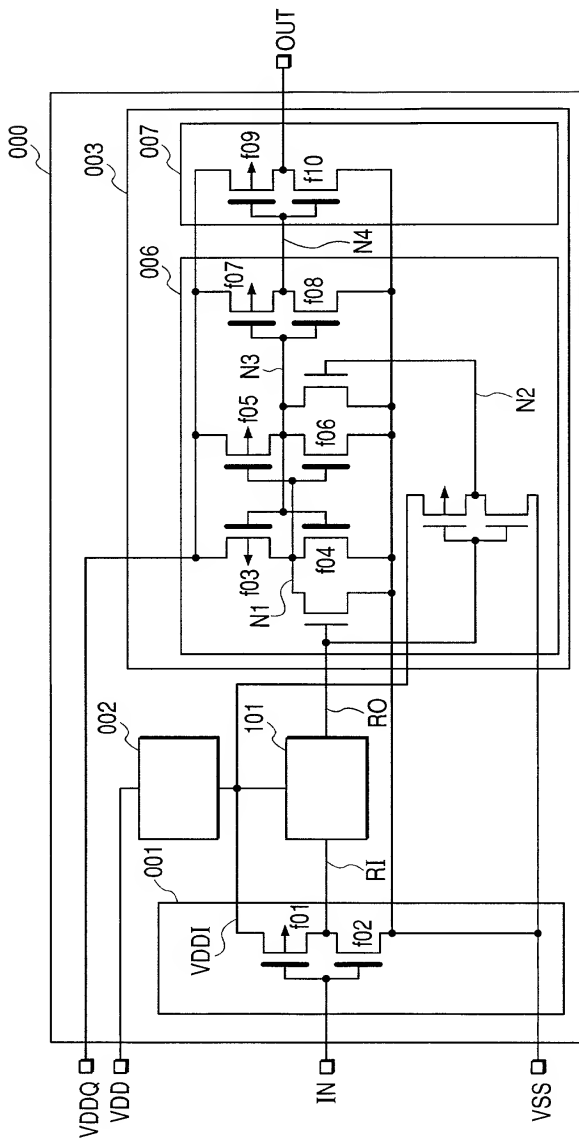 000
003
007
OUT
f09
f10
N4
006
f07
f08
N3
f05
f06
N2
f03
f04
N1
002
101
RO
RI
001
VDDI
f01
f02
VDDQ
VDD
IN
VSS